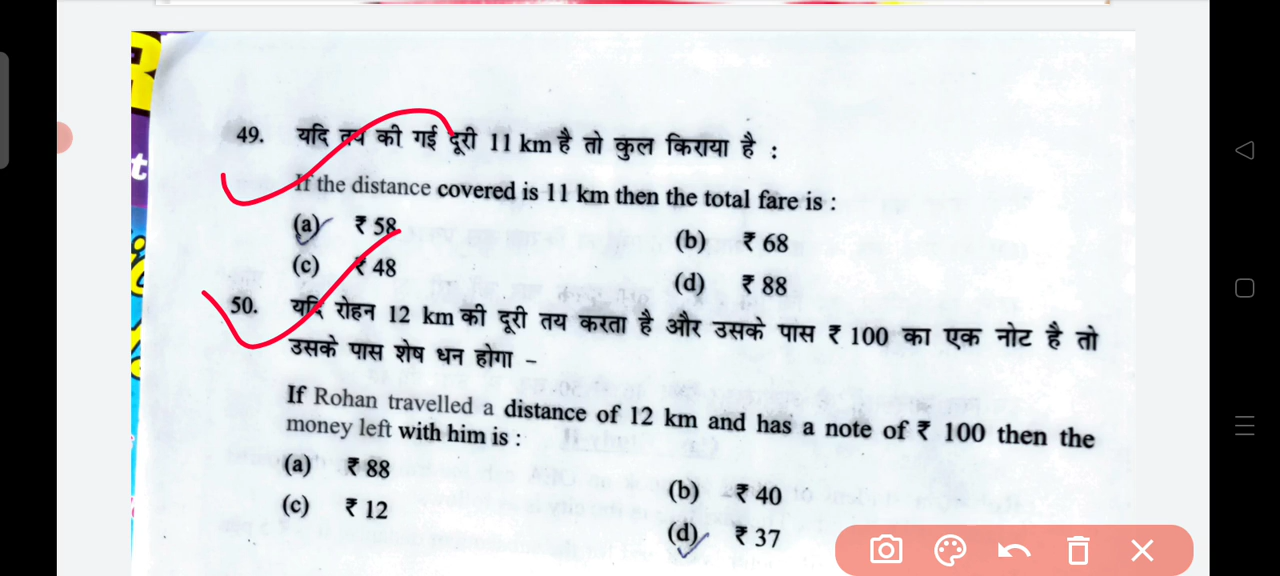 49. यदि तय की गई दूरी 11 km है तो कुल किराया है :
If the distance covered is 11 km then the total fare is :
(a) ₹ 58 (b) ₹ 68
(c) ₹ 48 (d) ₹ 88
50. यदि रोहन 12 km की दूरी तय करता है और उसके पास ₹ 100 का एक नोट है तो
उसके पास शेष धन होगा -
If Rohan travelled a distance of 12 km and has a note of ₹ 100 then the
money left with him is :
(a) ₹ 88 (b) ₹ 40
(c) ₹ 12 (d) ₹ 37